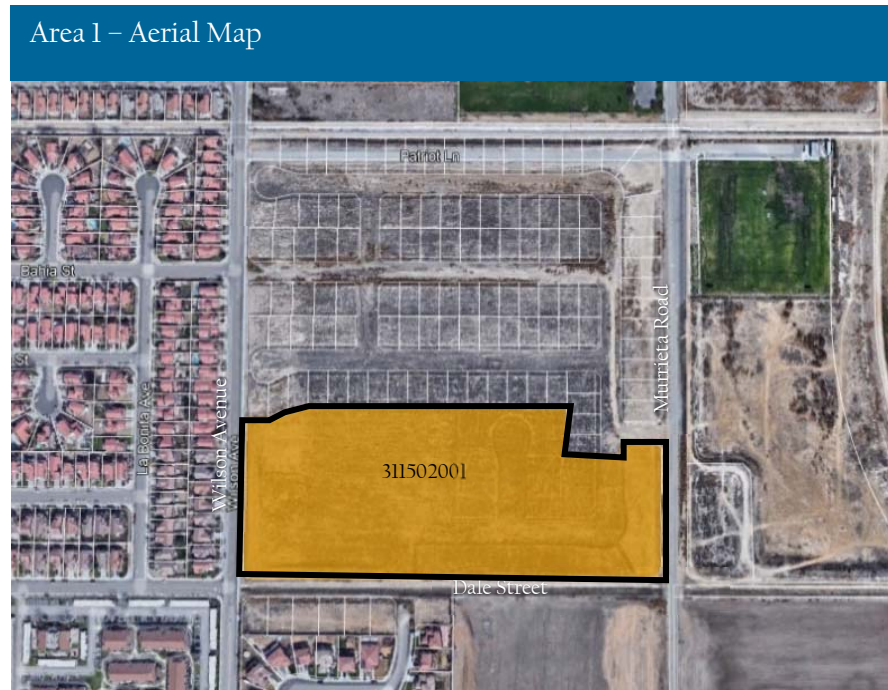 Area 1 – Aerial Map
Patriot Ln
Bahia St
St
La Bonita Ave
Wilson Avenue
Wilson Ave
Murrieta Road
311502001
Dale Street